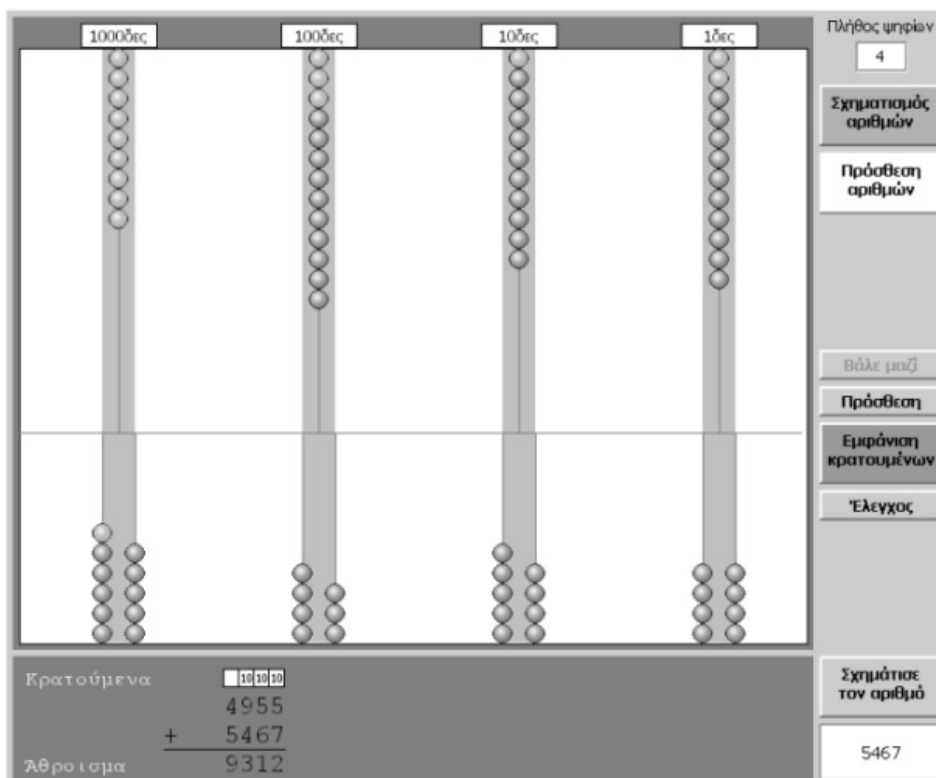 1000δες 100δες 10δες 1δες
Πλήθος ψηφίων
4
Σχηματισμός
αριθμών
Πρόσθεση
αριθμών
Βάλε μαζί
Πρόσθεση
Εμφάνιση
κρατουμένων
Έλεγχος
Κρατούμενα 10 10 10
4955
+ 5467
Άθροισμα 9312
Σχημάτισε
τον αριθμό
5467